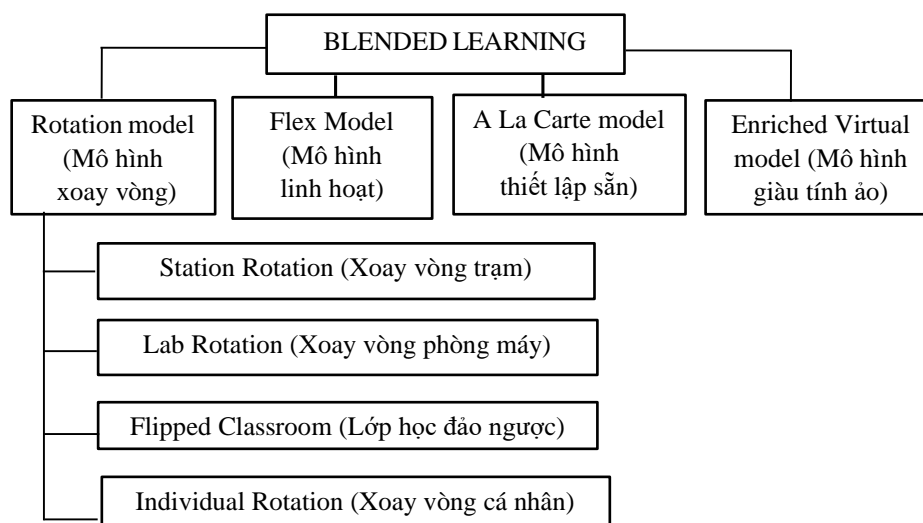 BLENDED LEARNING
Rotation model
(Mô hình
xoay vòng)
Flex Model
(Mô hình
linh hoạt)
A La Carte model
(Mô hình
thiết lập sẵn)
Enriched Virtual
model (Mô hình
giàu tính ảo)
Station Rotation (Xoay vòng trạm)
Lab Rotation (Xoay vòng phòng máy)
Flipped Classroom (Lớp học đảo ngược)
Individual Rotation (Xoay vòng cá nhân)